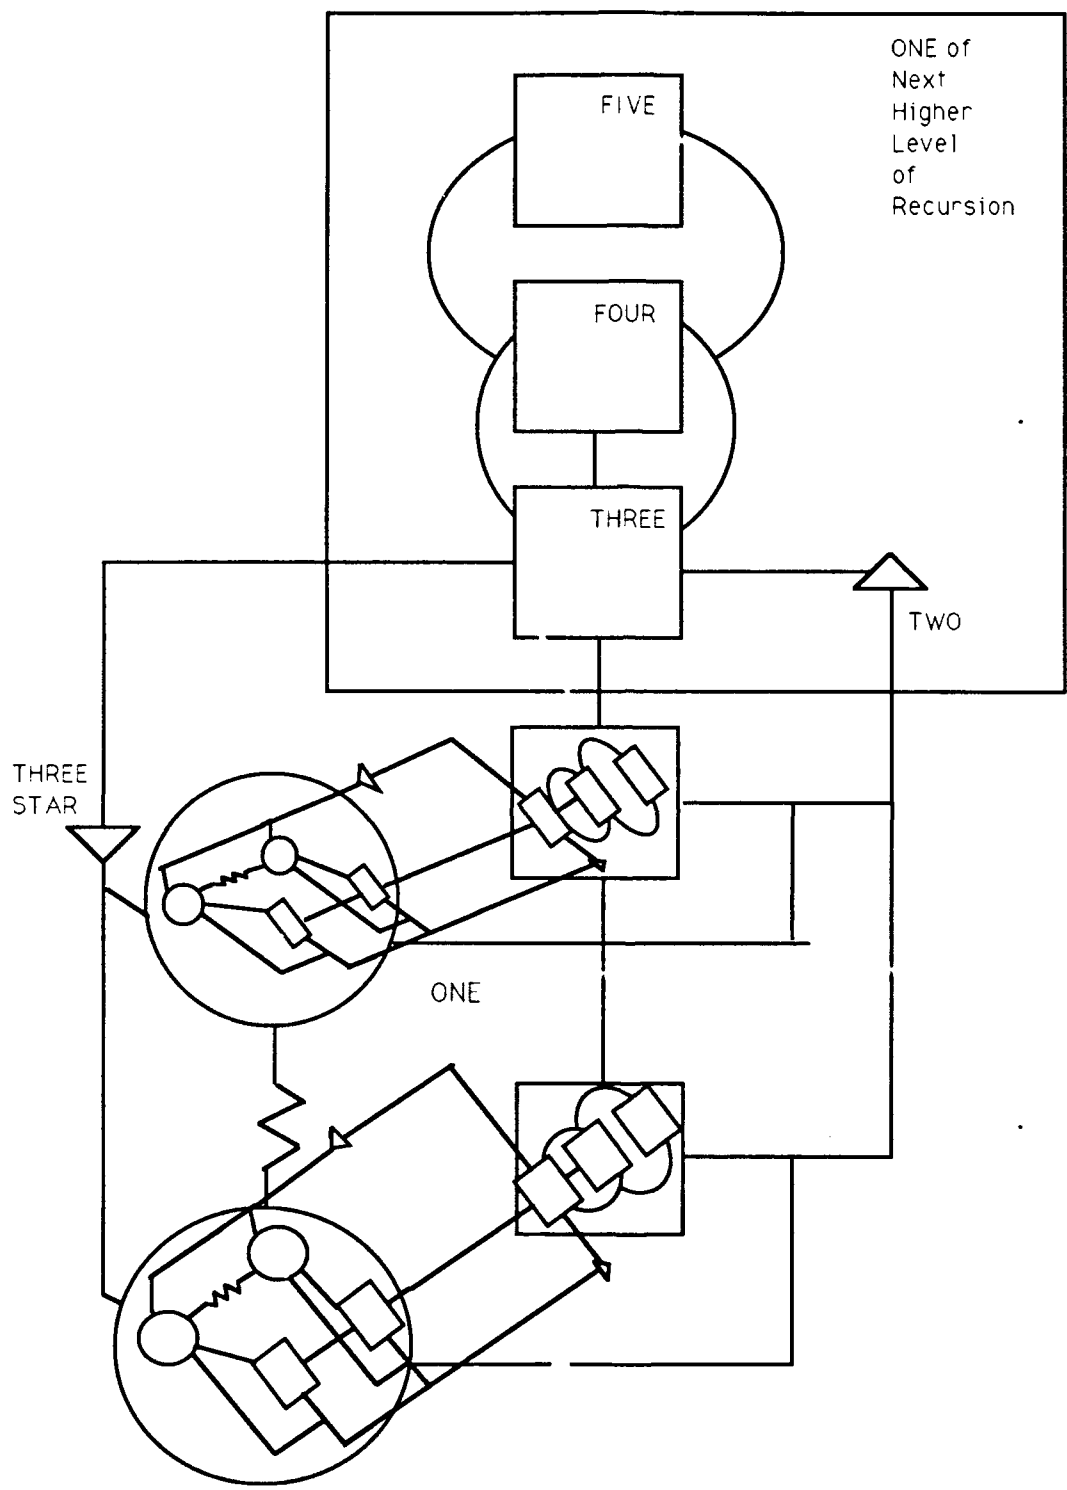 ONE of
Next
Higher
Level
of
Recursion
FIVE
FOUR
THREE
TWO
THREE
STAR
ONE